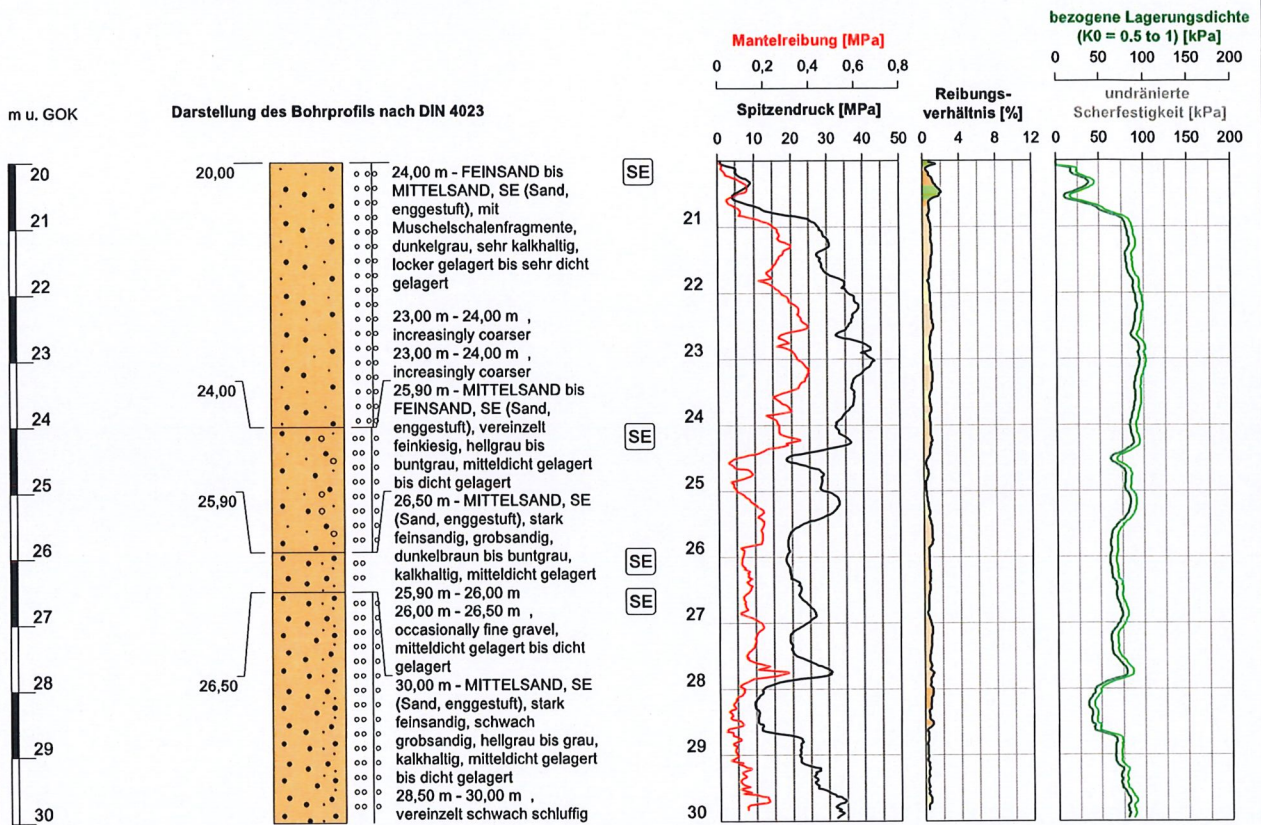 bezogene Lagerungsdichte
(K0 = 0.5 to 1) [kPa]
Mantelreibung [MPa]
0 0,2 0,4 0,6 0,8
0 50 100 150 200
m u. GOK
Darstellung des Bohrprofils nach DIN 4023
Spitzendruck [MPa]
Reibungs-
verhältnis [%]
undränierte
Scherfestigkeit [kPa]
0 10 20 30 40 50
0 4 8 12
0 50 100 150 200
20
21
22
23
24
25
26
27
28
29
30
20,00
24,00
25,90
26,50
24,00 m - FEINSAND bis
MITTELSAND, SE (Sand,
enggestuft), mit
Muschelschalenfragmente,
dunkelgrau, sehr kalkhaltig,
locker gelagert bis sehr dicht
gelagert
23,00 m - 24,00 m ,
increasingly coarser
23,00 m - 24,00 m ,
increasingly coarser
25,90 m - MITTELSAND bis
FEINSAND, SE (Sand,
enggestuft), vereinzelt
feinkiesig, hellgrau bis
buntgrau, mitteldicht gelagert
bis dicht gelagert
26,50 m - MITTELSAND, SE
(Sand, enggestuft), stark
feinsandig, grobsandig,
dunkelbraun bis buntgrau,
kalkhaltig, mitteldicht gelagert
25,90 m - 26,00 m
26,00 m - 26,50 m ,
occasionally fine gravel,
mitteldicht gelagert bis dicht
gelagert
30,00 m - MITTELSAND, SE
(Sand, enggestuft), stark
feinsandig, schwach
grobsandig, hellgrau bis grau,
kalkhaltig, mitteldicht gelagert
bis dicht gelagert
28,50 m - 30,00 m ,
vereinzelt schwach schluffig
SE
SE
SE
SE
21
22
23
24
25
26
27
28
29
30